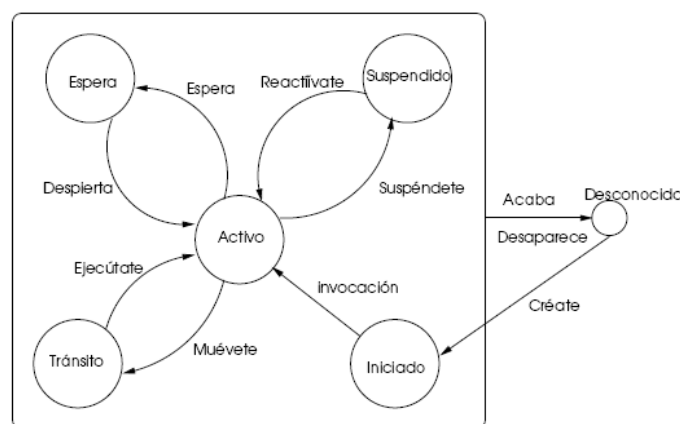 Espera
Suspendido
Reactiívate
Espera
Despierta
Suspéndete
Acaba
Desconocido
Desaparece
Activo
Ejecútate
invocación
Créate
Muévete
Tránsito
Iniciado